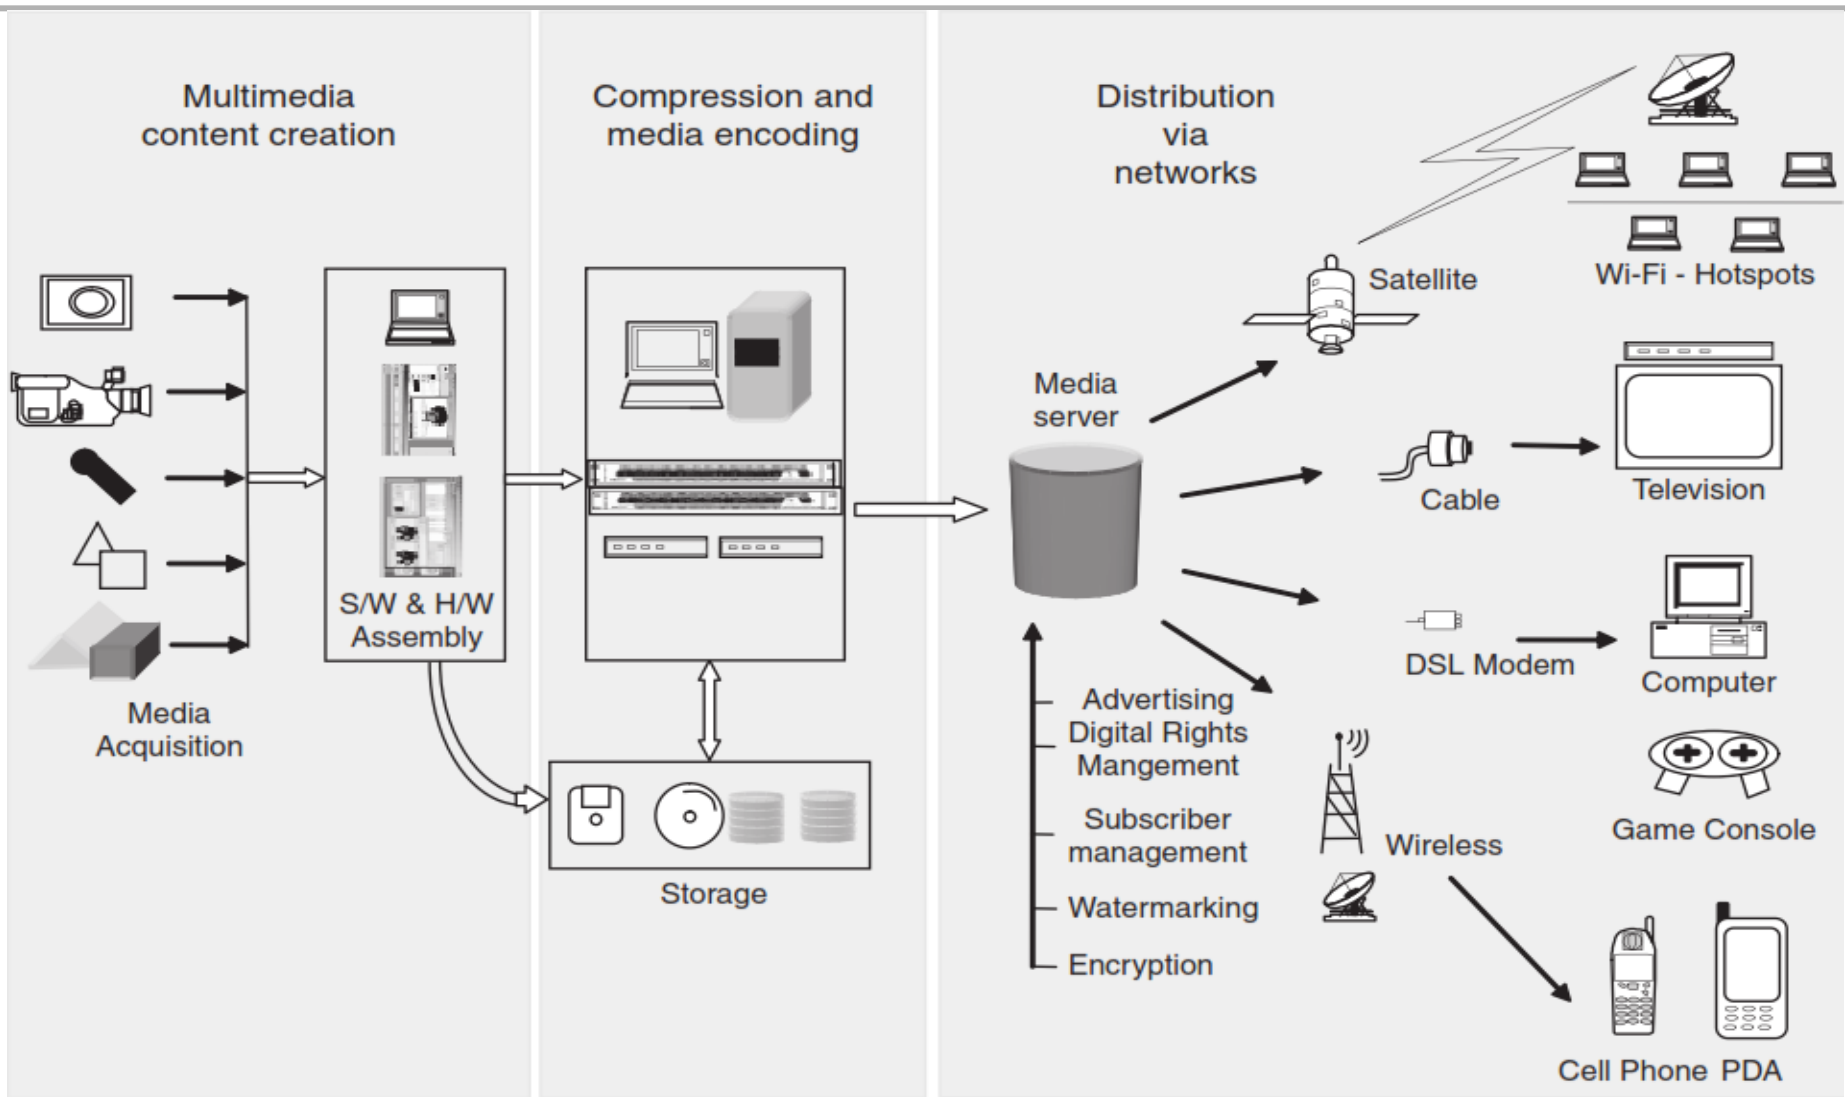 Multimedia
content creation
Compression and
media encoding
Distribution
via
networks
S/W & H/W
Assembly
Media
Acquisition
Storage
Media
server
Advertising
Digital Rights
Mangement
Subscriber
management
Watermarking
Encryption
Satellite
Wi-Fi - Hotspots
Cable
Television
DSL Modem
Computer
Game Console
Wireless
Cell Phone
PDA